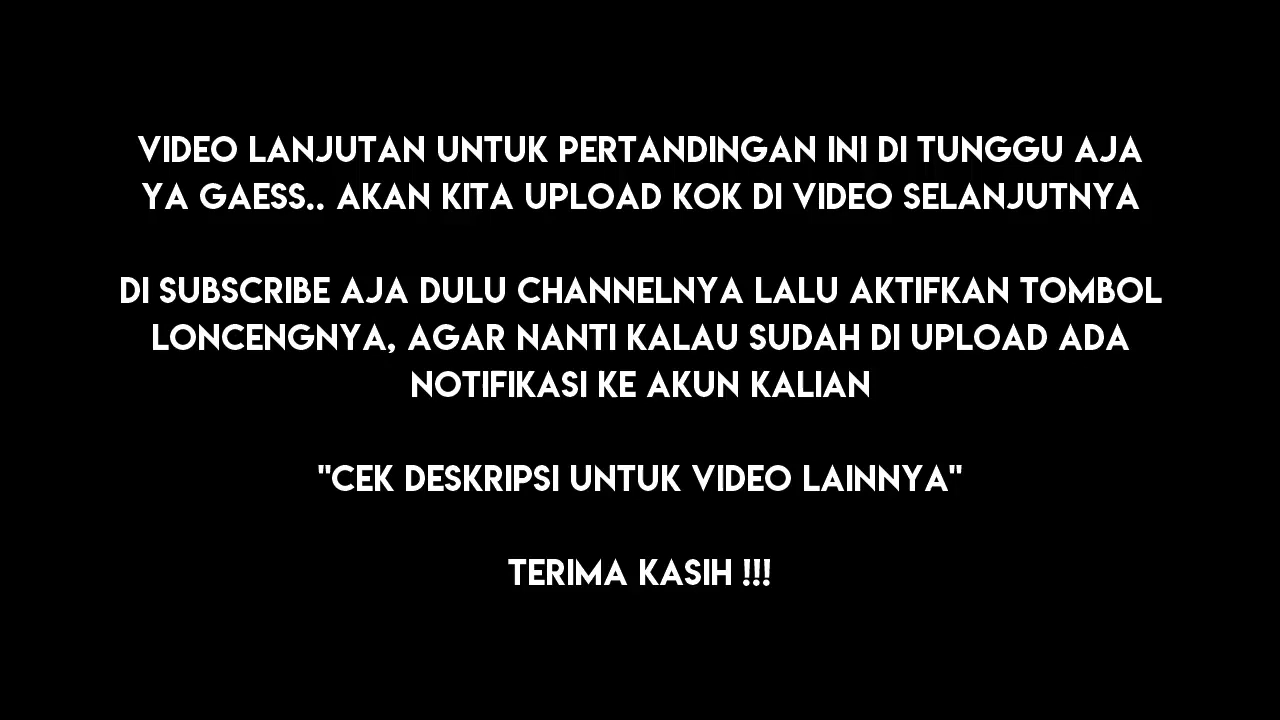 VIDEO LANJUTAN UNTUK PERTANDINGAN INI DI TUNGGU AJA
YA GAESS.. AKAN KITA UPLOAD KOK DI VIDEO SELANJUTNYA
DI SUBSCRIBE AJA DULU CHANNELNYA LALU AKTIFKAN TOMBOL
LONCENGNYA, AGAR NANTI KALAU SUDAH DI UPLOAD ADA
NOTIFIKASI KE AKUN KALIAN
"CEK DESKRIPSI UNTUK VIDEO LAINNYA"
TERIMA KASIH !!!